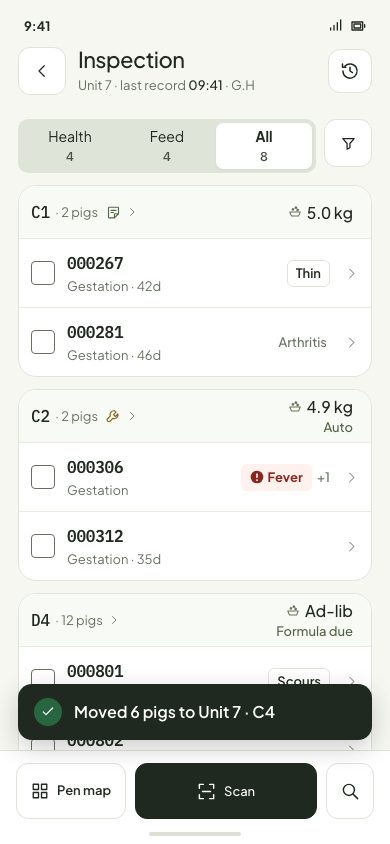 9:41
Inspection
Unit 7 · last record 09:41 · G.H
Health
4
Feed
4
All
8
C1 · 2 pigs
5.0 kg
000267
Gestation · 42d
Thin
000281
Gestation · 46d
Arthritis
C2 · 2 pigs
4.9 kg
Auto
000306
Gestation
Fever +1
000312
Gestation · 35d
D4 · 12 pigs
Ad-lib
Formula due
000801
Scours
Moved 6 pigs to Unit 7 · C4
000802
Pen map
Scan